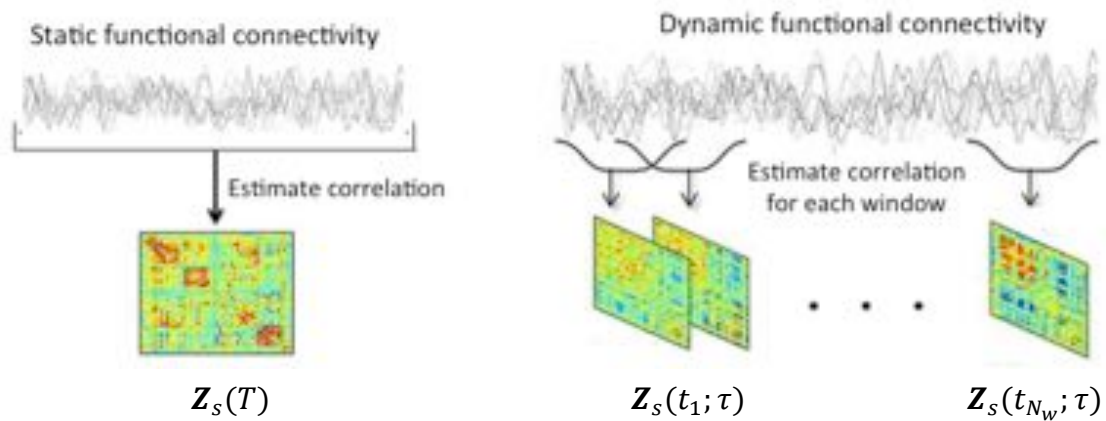 Static functional connectivity
Dynamic functional connectivity
Estimate correlation
Estimate correlation
for each window
• • •
Z_s(T)
Z_s(t_1; τ)
Z_s(t_{N_w}; τ)